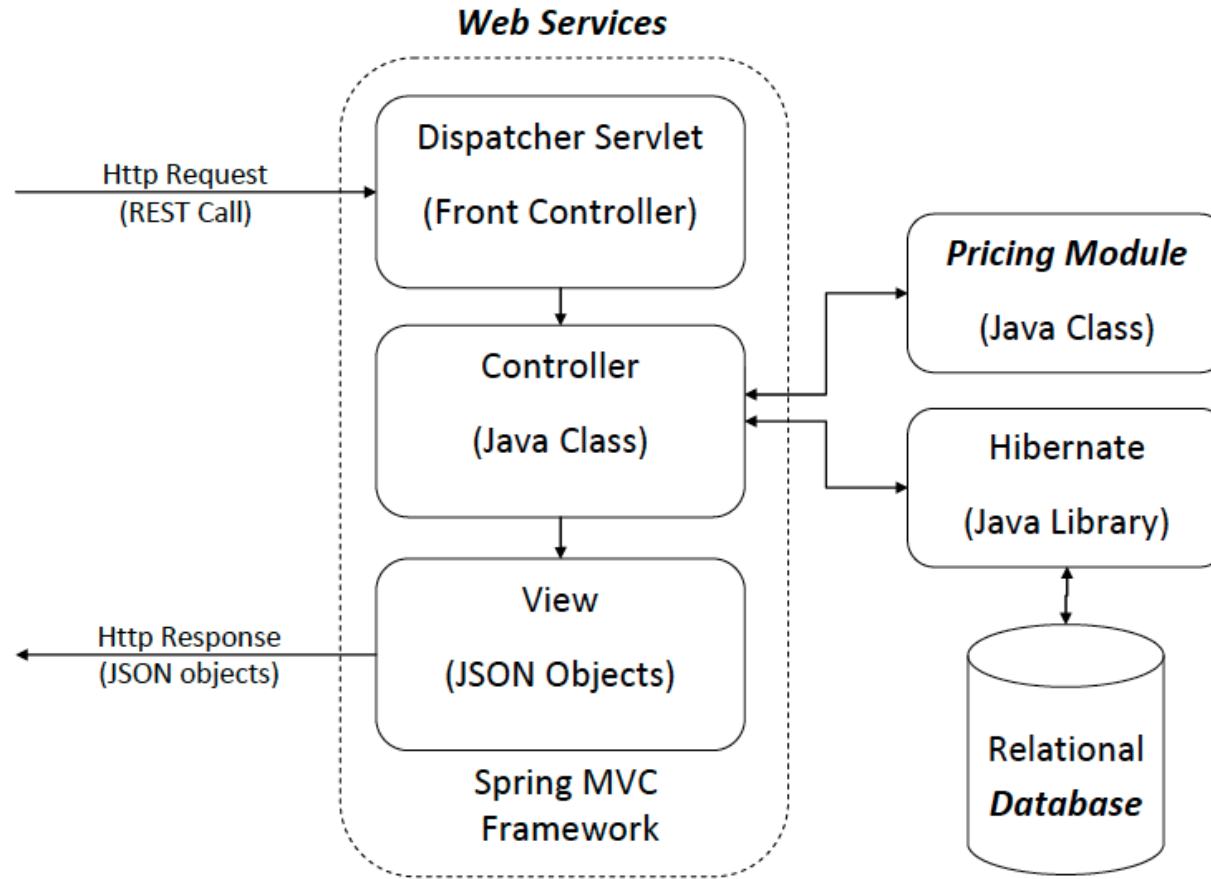 Web Services
Dispatcher Servlet
(Front Controller)
Http Request
(REST Call)
Pricing Module
(Java Class)
Controller
(Java Class)
Hibernate
(Java Library)
View
(JSON Objects)
Http Response
(JSON objects)
Relational
Database
Spring MVC
Framework